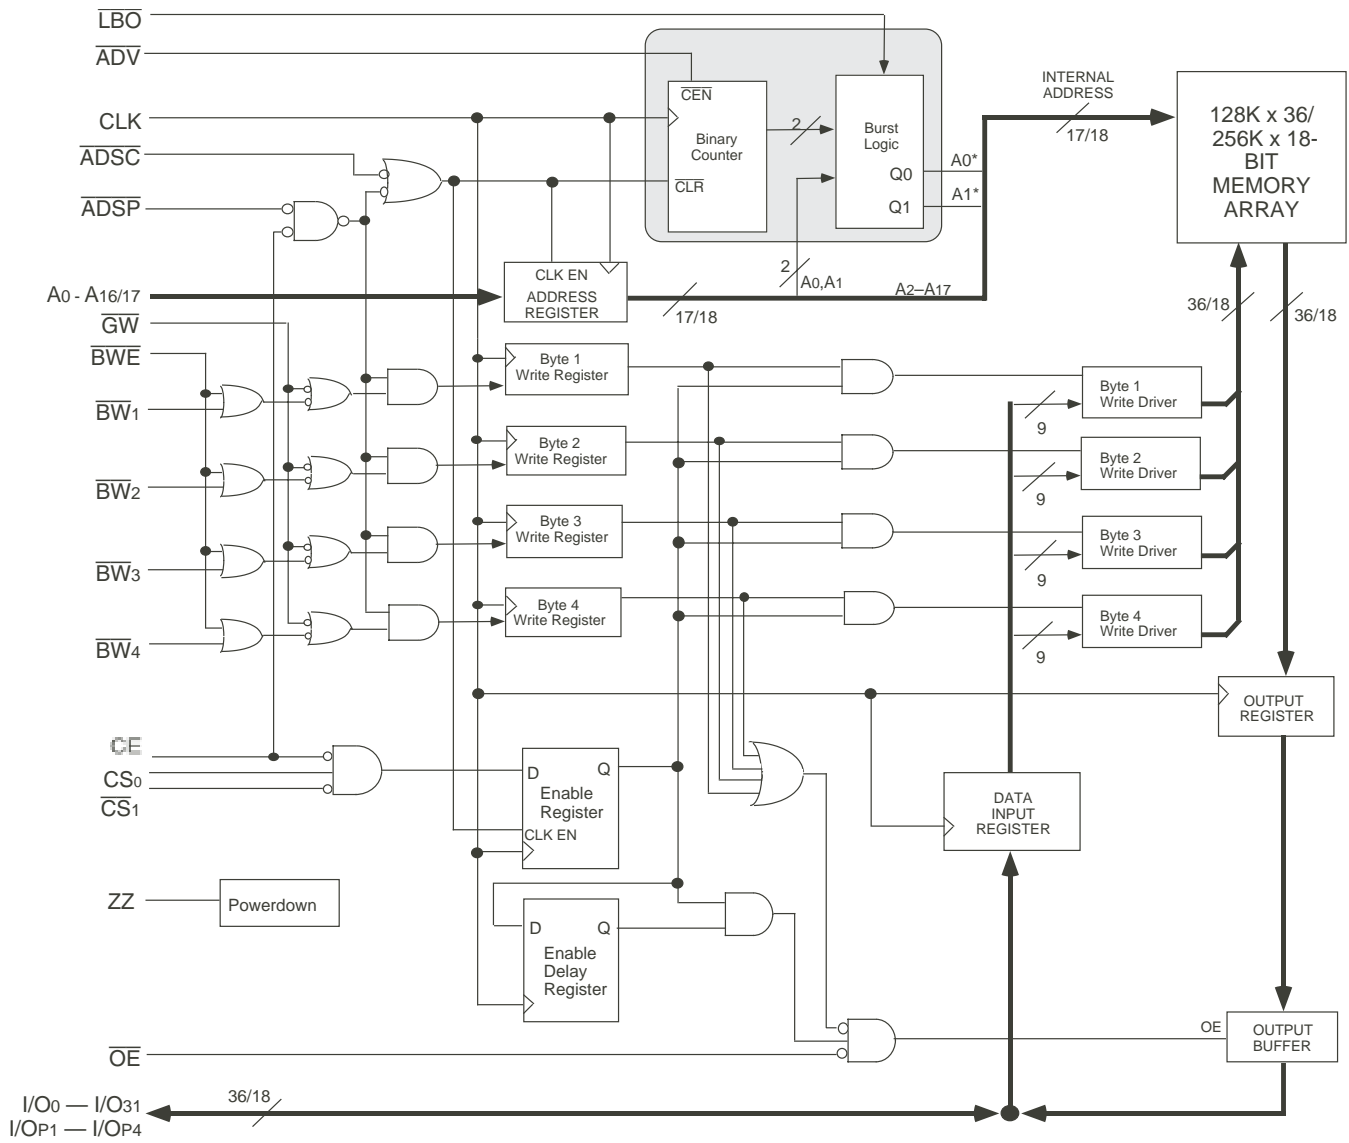 LBO
ADV
CLK
ADSC
ADSP
A0 - A16/17
GW
BWE
BW1
BW2
BW3
BW4
CE
CS0
CS1
ZZ
Powerdown
OE
I/O0 — I/O31
I/OP1 — I/OP4
36/18
CEN
Binary
Counter
CLR
2
Burst
Logic
Q0
Q1
A0*
A1*
2
A0,A1
A2–A17
INTERNAL
ADDRESS
17/18
128K x 36/
256K x 18-
BIT
MEMORY
ARRAY
CLK EN
ADDRESS
REGISTER
17/18
36/18
36/18
Byte 1
Write Register
Byte 2
Write Register
Byte 3
Write Register
Byte 4
Write Register
9
Byte 1
Write Driver
9
Byte 2
Write Driver
9
Byte 3
Write Driver
9
Byte 4
Write Driver
OUTPUT
REGISTER
D
Q
Enable
Register
CLK EN
DATA
INPUT
REGISTER
D
Q
Enable
Delay
Register
OE
OUTPUT
BUFFER